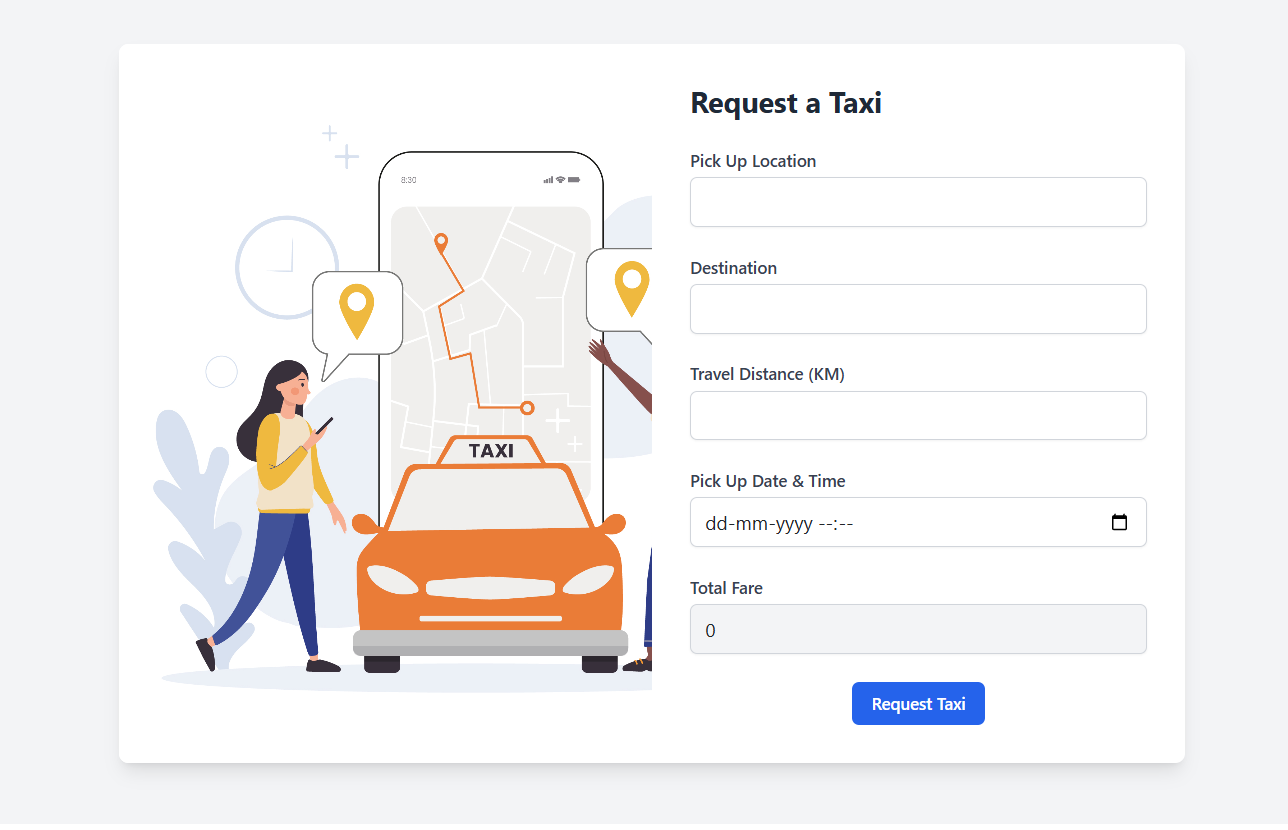 Request a Taxi
Pick Up Location
8:30
Destination
Travel Distance (KM)
TAXI
Pick Up Date & Time
dd-mm-yyyy --:--
Total Fare
0
Request Taxi